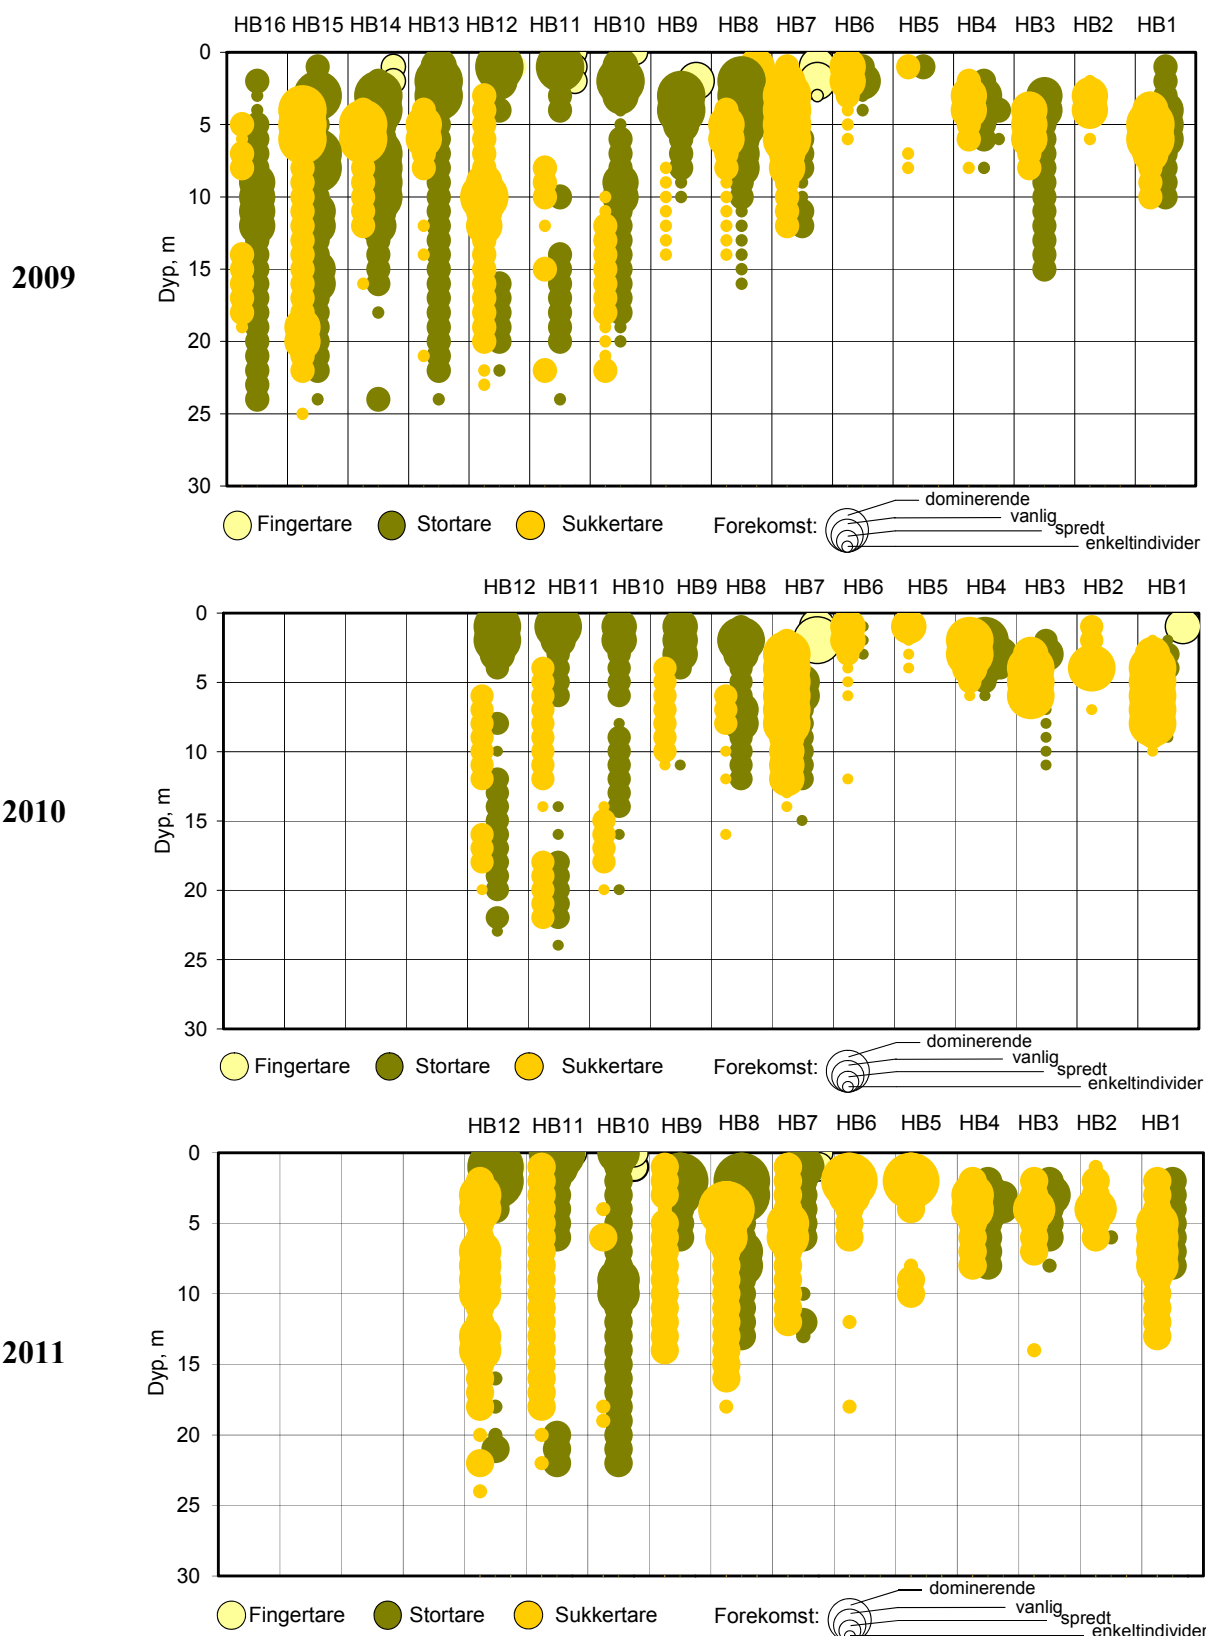 HB16 HB15 HB14 HB13 HB12 HB11 HB10 HB9 HB8 HB7 HB6 HB5 HB4 HB3 HB2 HB1
0
5
10
15
20
25
30
Dyp, m
2009
Fingertare Stortare Sukkertare Forekomst: dominerende
vanlig
spredt
enkeltindivider
HB12 HB11 HB10 HB9 HB8 HB7 HB6 HB5 HB4 HB3 HB2 HB1
0
5
10
15
20
25
30
Dyp, m
2010
Fingertare Stortare Sukkertare Forekomst: dominerende
vanlig
spredt
enkeltindivider
HB12 HB11 HB10 HB9 HB8 HB7 HB6 HB5 HB4 HB3 HB2 HB1
0
5
10
15
20
25
30
Dyp, m
2011
Fingertare Stortare Sukkertare Forekomst: dominerende
vanlig
spredt
enkeltindivider